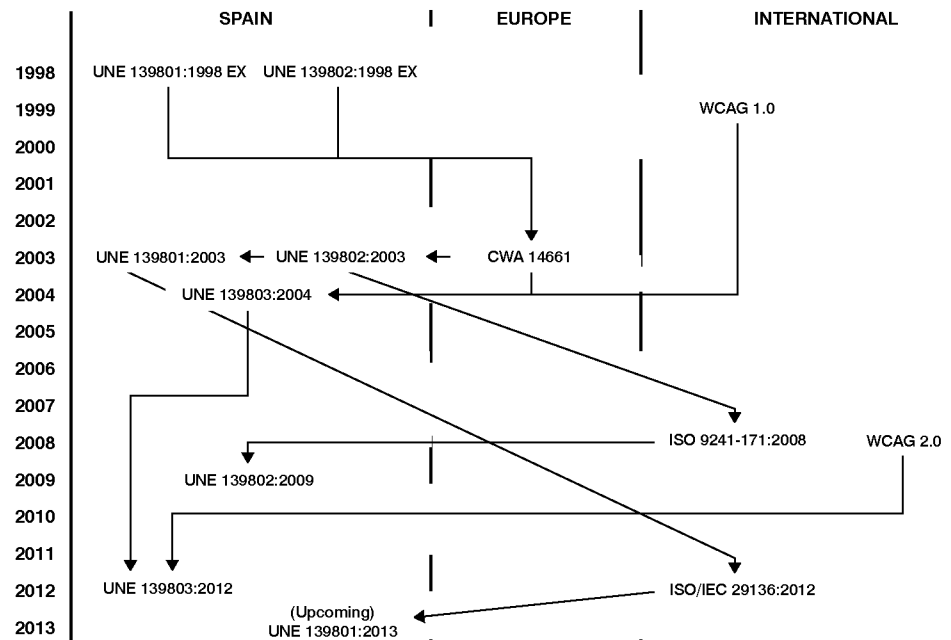 SPAIN EUROPE INTERNATIONAL
1998 UNE 139801:1998 EX UNE 139802:1998 EX
1999 WCAG 1.0
2000
2001
2002
2003 UNE 139801:2003 UNE 139802:2003 CWA 14661
2004 UNE 139803:2004
2005
2006
2007
2008 ISO 9241-171:2008 WCAG 2.0
2009 UNE 139802:2009
2010
2011
2012 UNE 139803:2012 ISO/IEC 29136:2012
(Upcoming)
2013 UNE 139801:2013